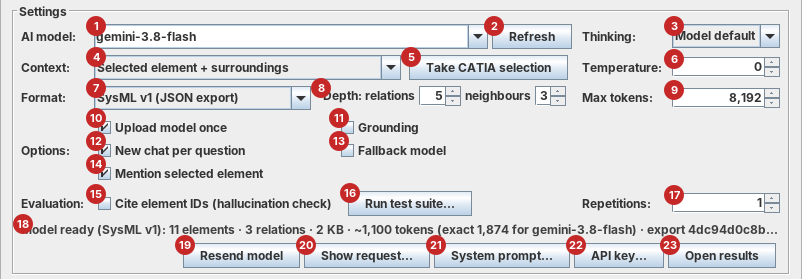 Settings
1 2 3
AI model: gemini-3.8-flash Refresh Thinking: Model default
4 5 6
Context: Selected element + surroundings Take CATIA selection Temperature: 0
7 8 9
Format: SysML v1 (JSON export) Depth: relations 5 neighbours 3 Max tokens: 8,192
10 Upload model once 11 Grounding
Options: 12 New chat per question 13 Fallback model
14 Mention selected element
15 16 17
Evaluation: Cite element IDs (hallucination check) Run test suite... Repetitions: 1
18 Model ready (SysML v1): 11 elements · 3 relations · 2 KB · ~1,100 tokens (exact 1,874 for gemini-3.8-flash) · export 4dc94d0c8b...
19 20 21 22 23
Resend model Show request... System prompt... API key... Open results